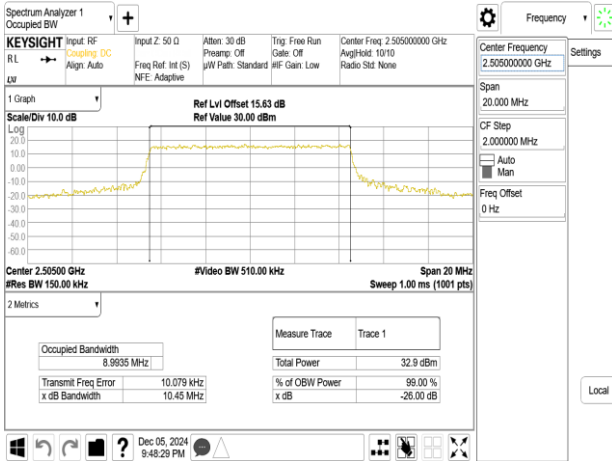 Spectrum Analyzer 1
Occupied BW
Frequency
KEYSIGHT
RL
Input: RF
Coupling: DC
Align: Auto
Input Z: 50 Ω
Freq Ref: Int (S)
NFE: Adaptive
Atten: 30 dB
Preamp: Off
µW Path: Standard
Trig: Free Run
Gate: Off
#IF Gain: Low
Center Freq: 2.505000000 GHz
Avg|Hold: 10/10
Radio Std: None
1 Graph
Scale/Div 10.0 dB
Ref Lvl Offset 15.63 dB
Ref Value 30.00 dBm
Log
20.0
10.0
0.00
-10.0
-20.0
-30.0
-40.0
-50.0
-60.0
Center 2.50500 GHz
#Res BW 150.00 kHz
#Video BW 510.00 kHz
Span 20 MHz
Sweep 1.00 ms (1001 pts)
2 Metrics
Occupied Bandwidth
8.9935 MHz
Transmit Freq Error 10.079 kHz
x dB Bandwidth 10.45 MHz
Measure Trace Trace 1
Total Power 32.9 dBm
% of OBW Power 99.00 %
x dB -26.00 dB
Center Frequency
2.505000000 GHz
Span
20.000 MHz
CF Step
2.000000 MHz
Auto
Man
Freq Offset
0 Hz
Settings
Local
?
Dec 05, 2024
9:48:29 PM